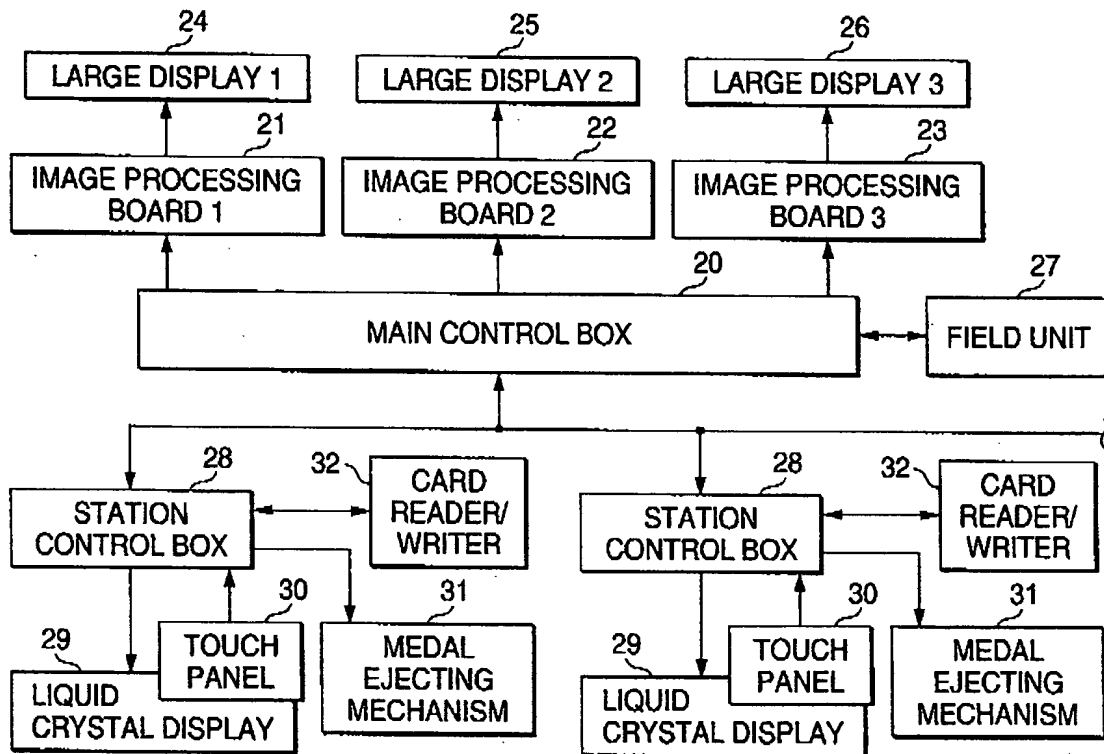 24
LARGE DISPLAY 1
25
LARGE DISPLAY 2
26
LARGE DISPLAY 3
21
IMAGE PROCESSING
BOARD 1
22
IMAGE PROCESSING
BOARD 2
23
IMAGE PROCESSING
BOARD 3
20
MAIN CONTROL BOX
27
FIELD UNIT
28
STATION
CONTROL BOX
32
CARD
READER/
WRITER
29
LIQUID
CRYSTAL DISPLAY
30
TOUCH
PANEL
31
MEDAL
EJECTING
MECHANISM
28
STATION
CONTROL BOX
32
CARD
READER/
WRITER
29
LIQUID
CRYSTAL DISPLAY
30
TOUCH
PANEL
31
MEDAL
EJECTING
MECHANISM